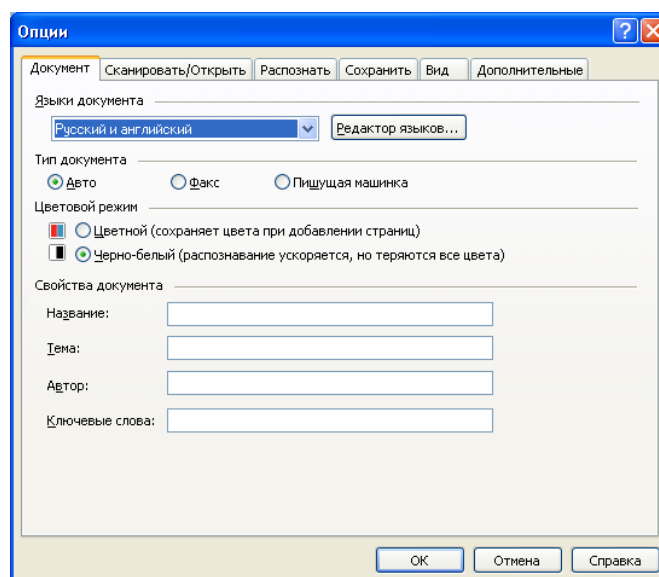 Опции
Документ Сканировать/Открыть Распознать Сохранить Вид Дополнительные
Языки документа
Русский и английский Редактор языков...
Тип документа
Авто Факс Пишущая машинка
Цветовой режим
Цветной (сохраняет цвета при добавлении страниц)
Черно-белый (распознавание ускоряется, но теряются все цвета)
Свойства документа
Название:
Тема:
Автор:
Ключевые слова:
ОК Отмена Справка